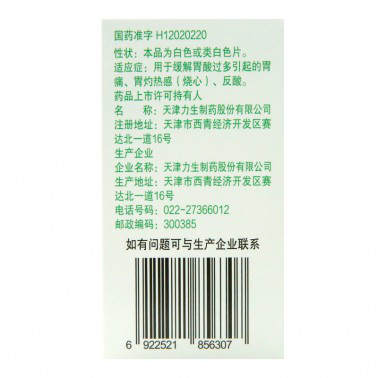 国药准字 H12020220
性状：本品为白色或类白色片。
适应症：用于缓解胃酸过多引起的胃
痛、胃灼热感（烧心）、反酸。
药品上市许可持有人
名　　称：天津力生制药股份有限公司
注册地址：天津市西青经济开发区赛
达北一道16号
生产企业
企业名称：天津力生制药股份有限公司
生产地址：天津市西青经济开发区赛
达北一道16号
电话号码：022-27366012
邮政编码：300385
如有问题可与生产企业联系
6 922521 856307